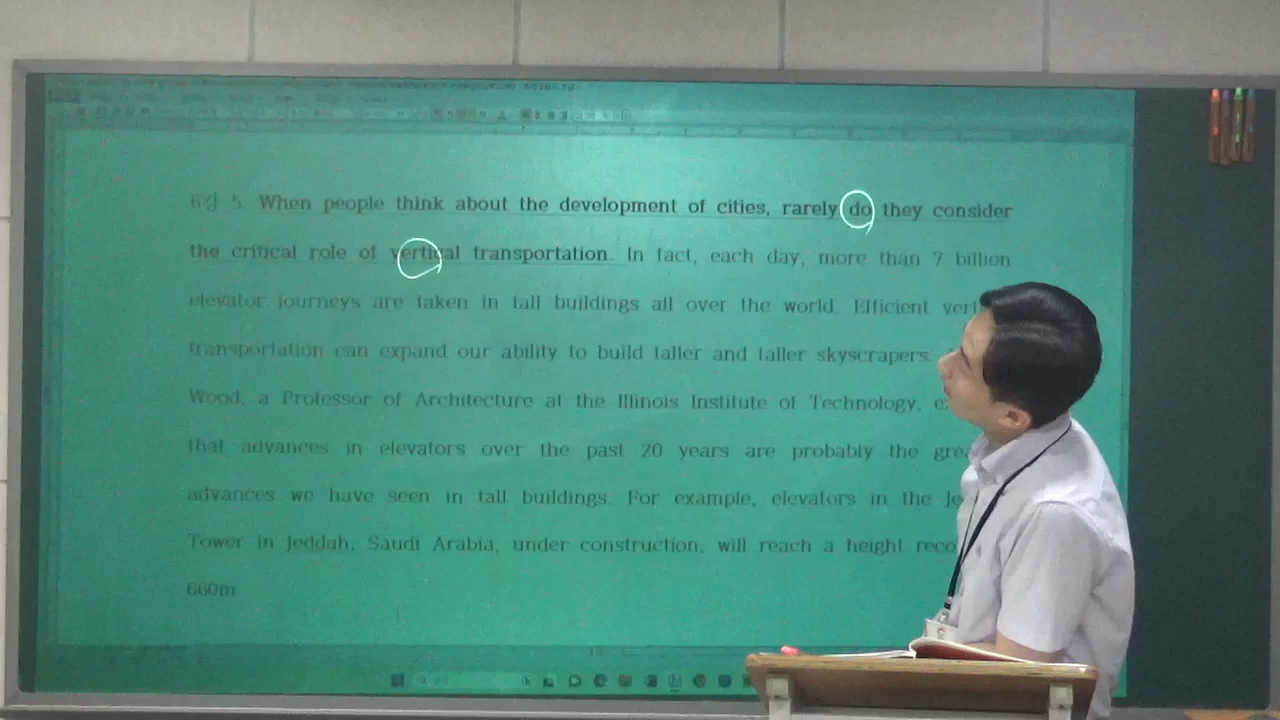 6강 5. When people think about the development of cities, rarely do they consider
the critical role of vertical transportation. In fact, each day, more than 7 billion
elevator journeys are taken in tall buildings all over the world. Efficient
transportation can expand our ability to build taller and taller skyscrapers.
Wood, a Professor of Architecture at the Illinois Institute of Technology,
that advances in elevators over the past 20 years are probably the
advances we have seen in tall buildings. For example, elevators in the
Tower in Jeddah, Saudi Arabia, under construction, will reach a height
660m